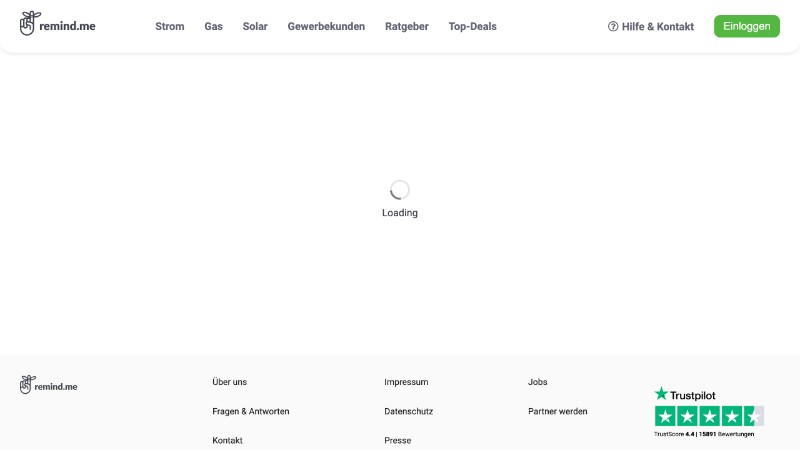 remind.me Strom Gas Solar Gewerbekunden Ratgeber Top-Deals Hilfe & Kontakt Einloggen
Loading
remind.me
Über uns
Fragen & Antworten
Kontakt
Impressum
Datenschutz
Presse
Jobs
Partner werden
Trustpilot
TrustScore 4.4 | 15891 Bewertungen